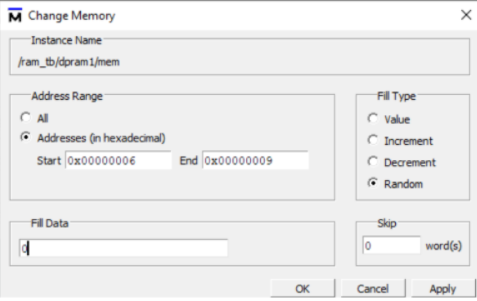 Change Memory
Instance Name
/ram_tb/dpram1/mem
Address Range
All
Addresses (in hexadecimal)
Start 0x00000006 End 0x00000009
Fill Type
Value
Increment
Decrement
Random
Fill Data
0
Skip
0 word(s)
OK Cancel Apply